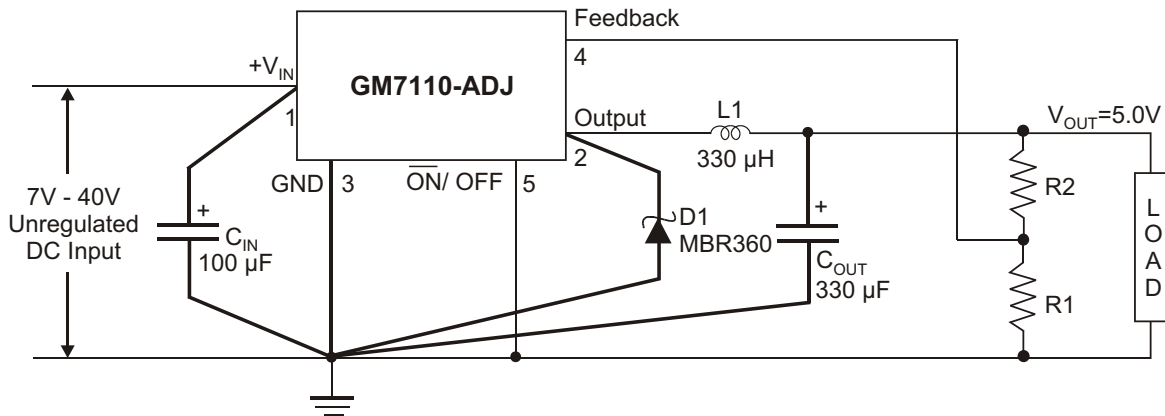 Feedback
4
+VIN
GM7110-ADJ
1
Output
L1
VOUT=5.0V
2
330 µH
GND 3
ON/ OFF 5
7V - 40V
Unregulated
DC Input
+
CIN
100 µF
D1
MBR360
+
COUT
330 µF
R2
R1
LOAD